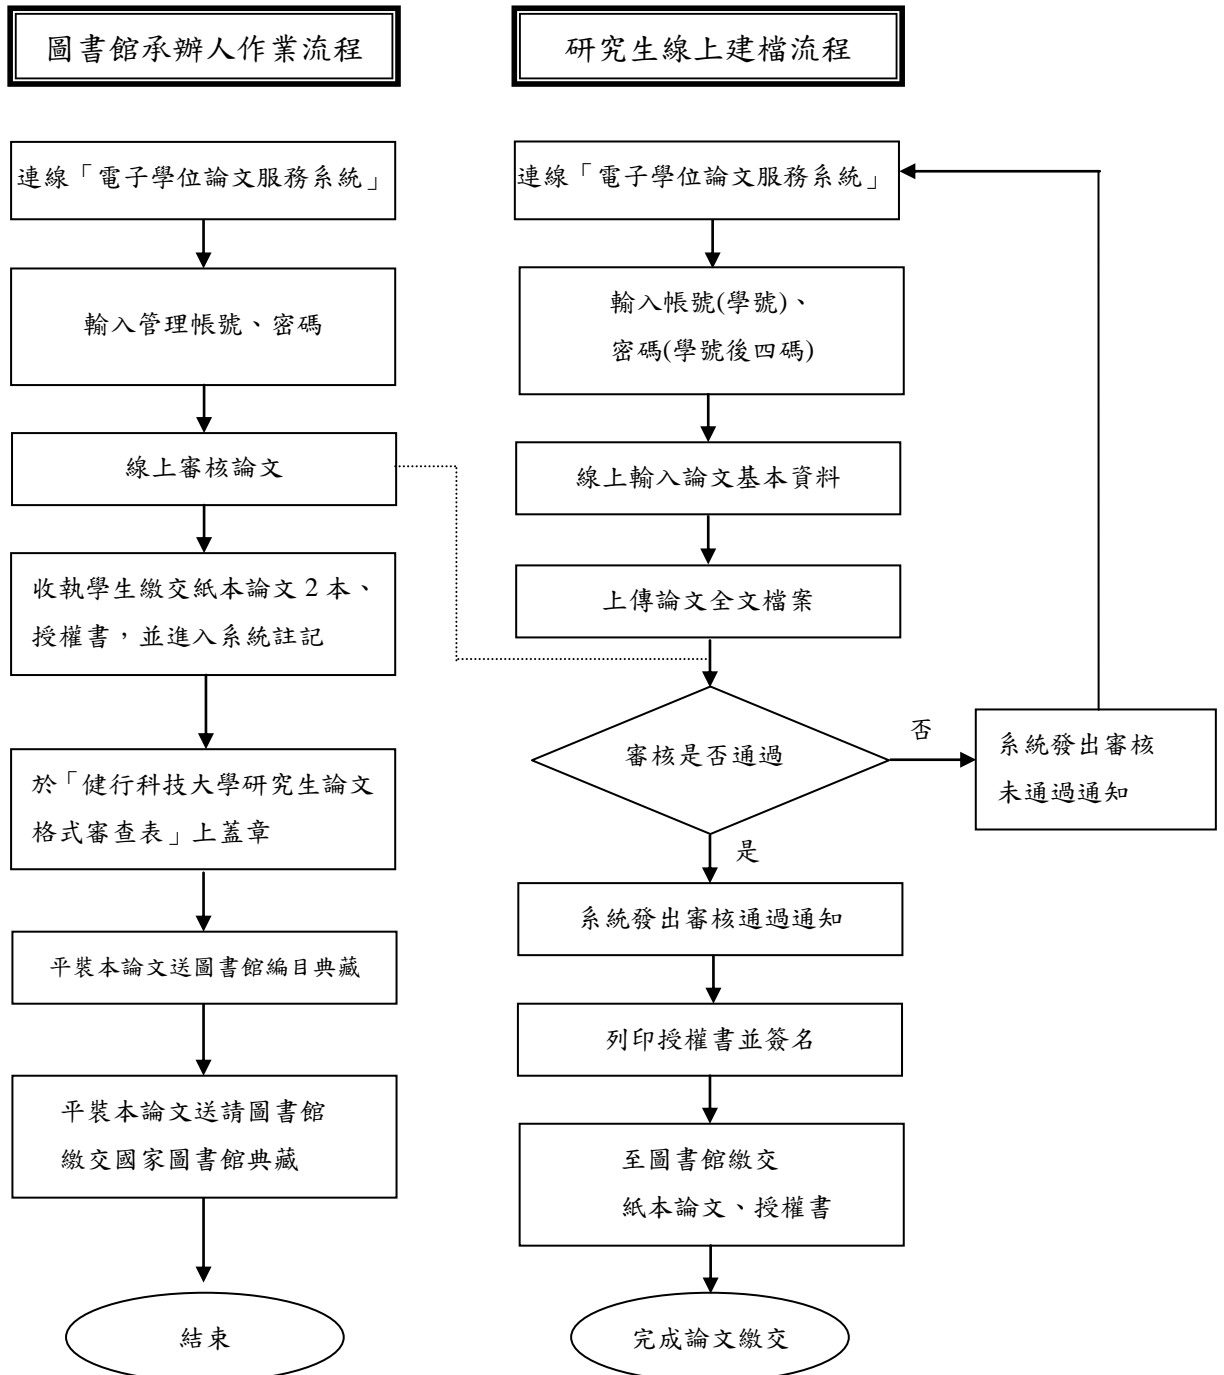 圖書館承辦人作業流程
連線「電子學位論文服務系統」
輸入管理帳號、密碼
線上審核論文
收執學生繳交紙本論文 2 本、
授權書，並進入系統註記
於「健行科技大學研究生論文
格式審查表」上蓋章
平裝本論文送圖書館編目典藏
平裝本論文送請圖書館
繳交國家圖書館典藏
結束
研究生線上建檔流程
連線「電子學位論文服務系統」
輸入帳號(學號)、
密碼(學號後四碼)
線上輸入論文基本資料
上傳論文全文檔案
審核是否通過
否
系統發出審核
未通過通知
是
系統發出審核通過通知
列印授權書並簽名
至圖書館繳交
紙本論文、授權書
完成論文繳交